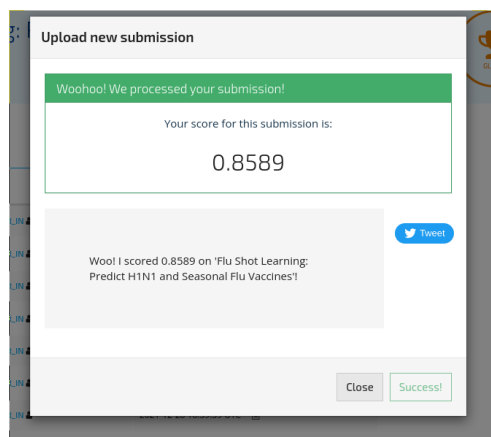 Upload new submission
Woohoo! We processed your submission!
Your score for this submission is:
0.8589
Tweet
Woo! I scored 0.8589 on 'Flu Shot Learning:
Predict H1N1 and Seasonal Flu Vaccines'!
Close
Success!